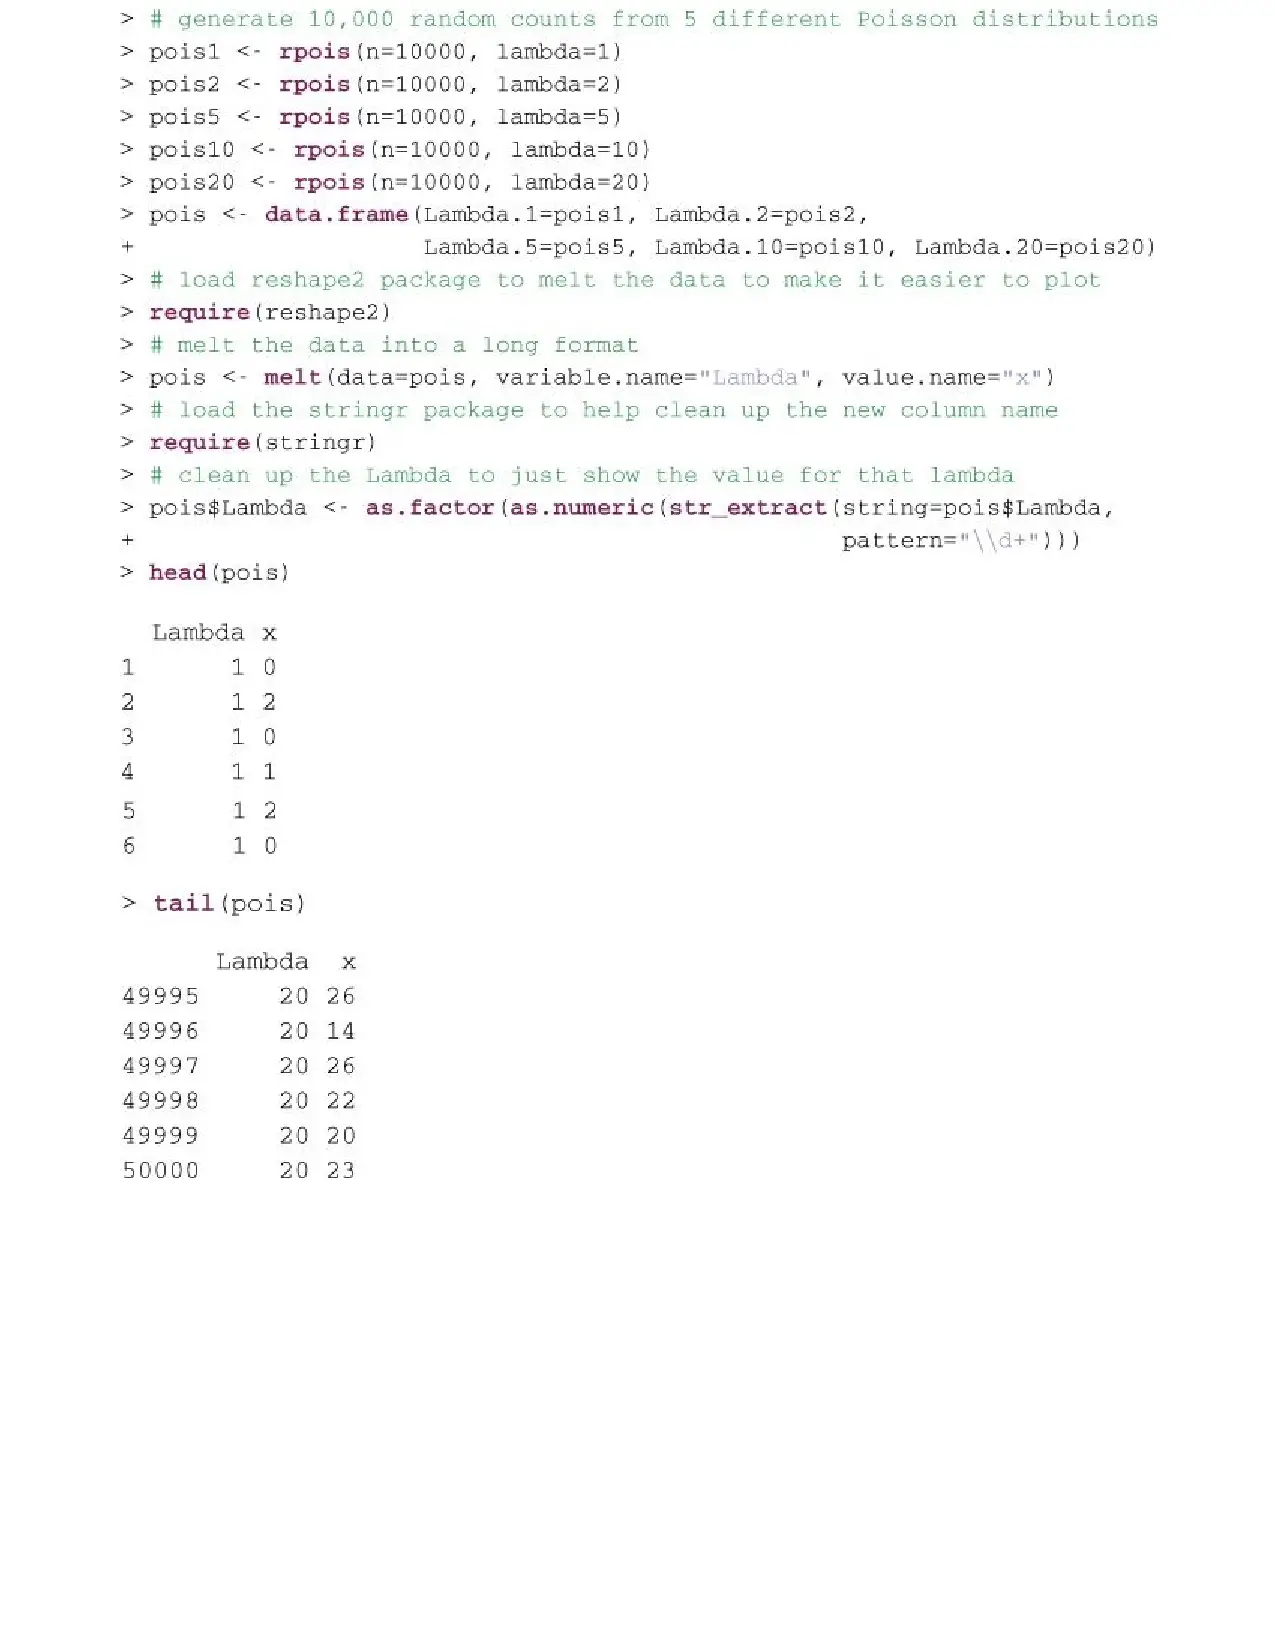 > # generate 10,000 random counts from 5 different Poisson distributions
> pois1 <- rpois(n=10000, lambda=1)
> pois2 <- rpois(n=10000, lambda=2)
> pois5 <- rpois(n=10000, lambda=5)
> pois10 <- rpois(n=10000, lambda=10)
> pois20 <- rpois(n=10000, lambda=20)
> pois <- data.frame(Lambda.1=pois1, Lambda.2=pois2,
+                    Lambda.5=pois5, Lambda.10=pois10, Lambda.20=pois20)
> # load reshape2 package to melt the data to make it easier to plot
> require(reshape2)
> # melt the data into a long format
> pois <- melt(data=pois, variable.name="Lambda", value.name="x")
> # load the stringr package to help clean up the new column name
> require(stringr)
> # clean up the Lambda to just show the value for that lambda
> pois$Lambda <- as.factor(as.numeric(str_extract(string=pois$Lambda,
+                                                 pattern="\\d+")))
> head(pois)
  Lambda x
1      1 0
2      1 2
3      1 0
4      1 1
5      1 2
6      1 0
> tail(pois)
      Lambda  x
49995     20 26
49996     20 14
49997     20 26
49998     20 22
49999     20 20
50000     20 23